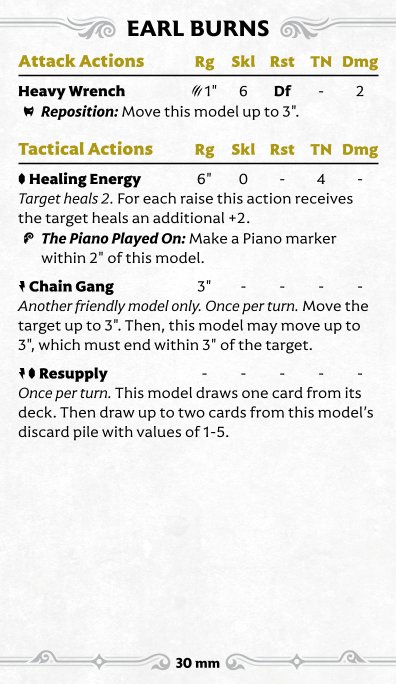 EARL BURNS
Attack Actions Rg Skl Rst TN Dmg
Heavy Wrench 1" 6 Df - 2
Reposition: Move this model up to 3".
Tactical Actions Rg Skl Rst TN Dmg
Healing Energy 6" 0 - 4 -
Target heals 2. For each raise this action receives
the target heals an additional +2.
The Piano Played On: Make a Piano marker
within 2" of this model.
Chain Gang 3" - - - -
Another friendly model only. Once per turn. Move the
target up to 3". Then, this model may move up to
3", which must end within 3" of the target.
Resupply - - - - -
Once per turn. This model draws one card from its
deck. Then draw up to two cards from this model's
discard pile with values of 1-5.
30 mm